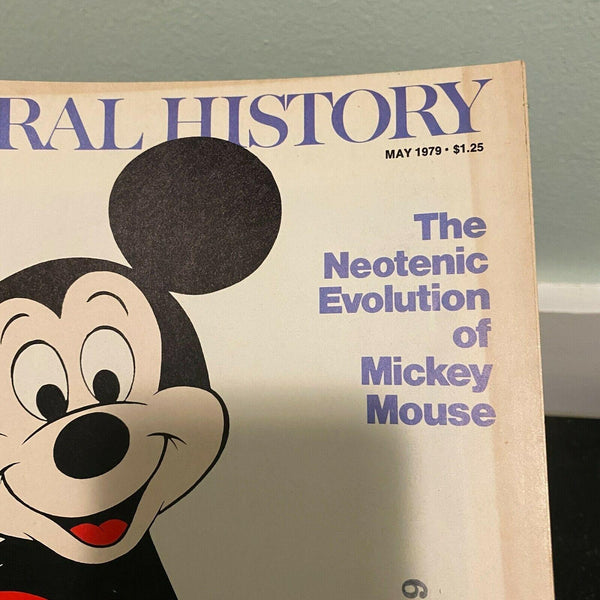 RAL HISTORY
MAY 1979 • $1.25
The
Neotenic
Evolution
of
Mickey
Mouse